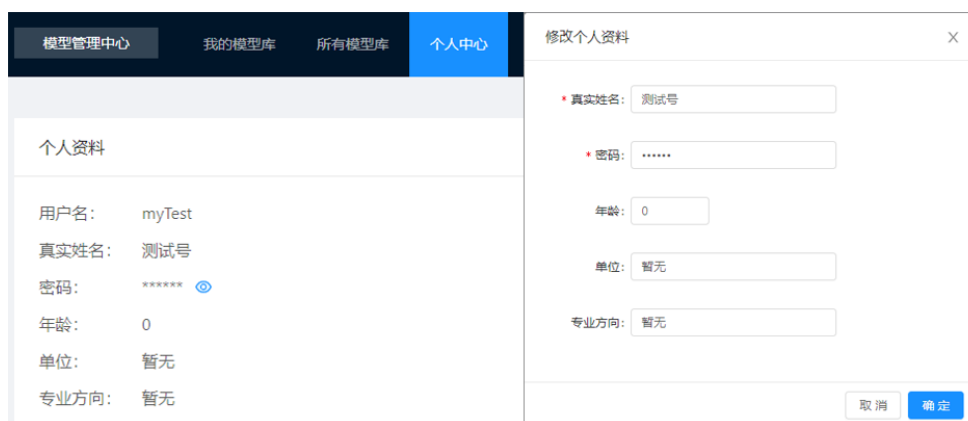 模型管理中心 我的模型库 所有模型库 个人中心
个人资料
用户名： myTest
真实姓名： 测试号
密码： ******
年龄： 0
单位： 暂无
专业方向： 暂无
修改个人资料 X
* 真实姓名： 测试号
* 密码： ••••••
年龄： 0
单位： 暂无
专业方向： 暂无
取 消 确 定